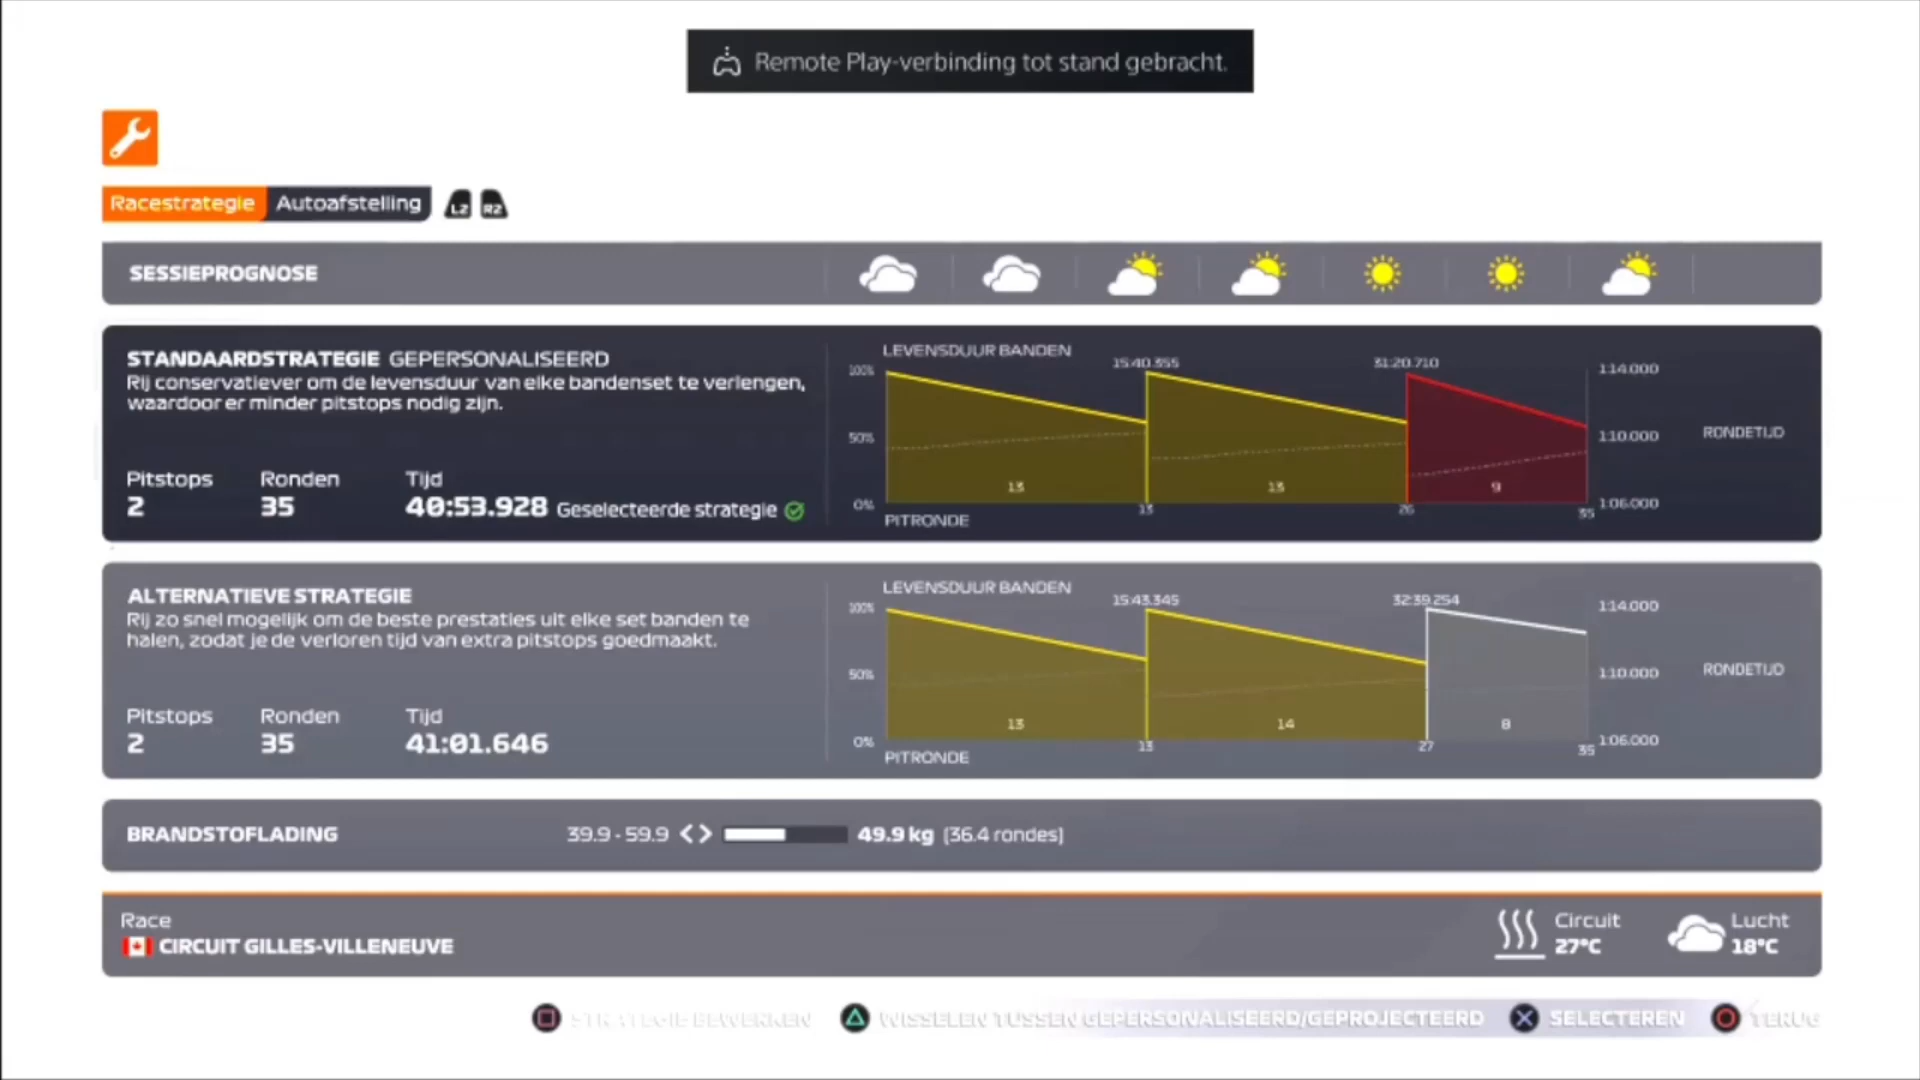 Remote Play-verbinding tot stand gebracht.
Racestrategie Autoafstelling L2 R2
SESSIEPROGNOSE
STANDAARDSTRATEGIE GEPERSONALISEERD
Rij conservatiever om de levensduur van elke bandenset te verlengen,
waardoor er minder pitstops nodig zijn.
Pitstops Ronden Tijd
2 35 40:53.928 Geselecteerde strategie
LEVENSDUUR BANDEN
15:40.355 31:20.710
100% 1:14.000
50% 1:10.000 RONDETIJD
13 13 9
0% 13 26 35 1:06.000
PITRONDE
ALTERNATIEVE STRATEGIE
Rij zo snel mogelijk om de beste prestaties uit elke set banden te
halen, zodat je de verloren tijd van extra pitstops goedmaakt.
Pitstops Ronden Tijd
2 35 41:01.646
LEVENSDUUR BANDEN
15:43.345 32:39.254
100% 1:14.000
50% 1:10.000 RONDETIJD
13 14 8
0% 13 27 35 1:06.000
PITRONDE
BRANDSTOFLADING 39.9 - 59.9 49.9 kg (36.4 rondes)
Race
CIRCUIT GILLES-VILLENEUVE
Circuit
27°C
Lucht
18°C
STRATEGIE BEWERKEN WISSELEN TUSSEN GEPERSONALISEERD/GEPROJECTEERD SELECTEREN TERUG